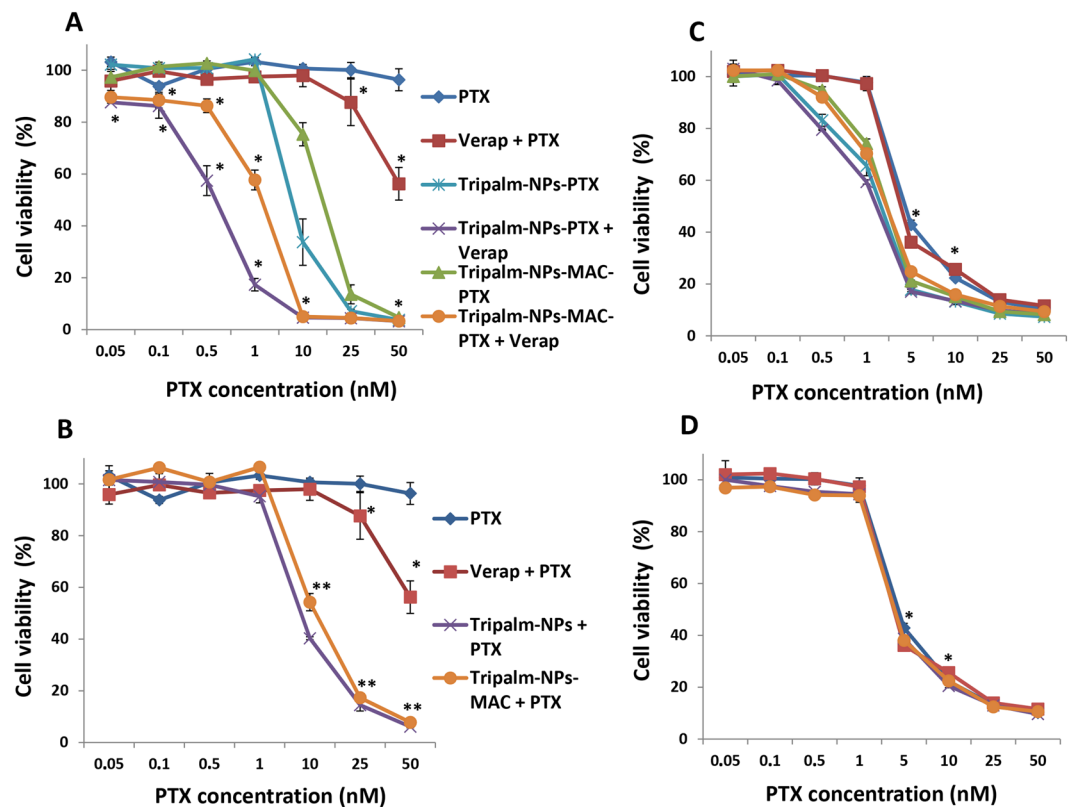 A
120
100
80
60
40
20
0
Cell viability (%)
0.05 0.1 0.5 1 10 25 50
PTX concentration (nM)
* * * * * * * * * * *
PTX
Verap + PTX
Tripalm-NPs-PTX
Tripalm-NPs-PTX +
Verap
Tripalm-NPs-MAC-
PTX
Tripalm-NPs-MAC-
PTX + Verap
C
120
100
80
60
40
20
0
Cell viability (%)
* *
0.05 0.1 0.5 1 5 10 25 50
PTX concentration (nM)
B
120
100
80
60
40
20
0
Cell viability (%)
* *
** ** **
0.05 0.1 0.5 1 10 25 50
PTX concentration (nM)
PTX
Verap + PTX
Tripalm-NPs +
PTX
Tripalm-NPs-
MAC + PTX
D
120
100
80
60
40
20
0
Cell viability (%)
* *
0.05 0.1 0.5 1 5 10 25 50
PTX concentration (nM)